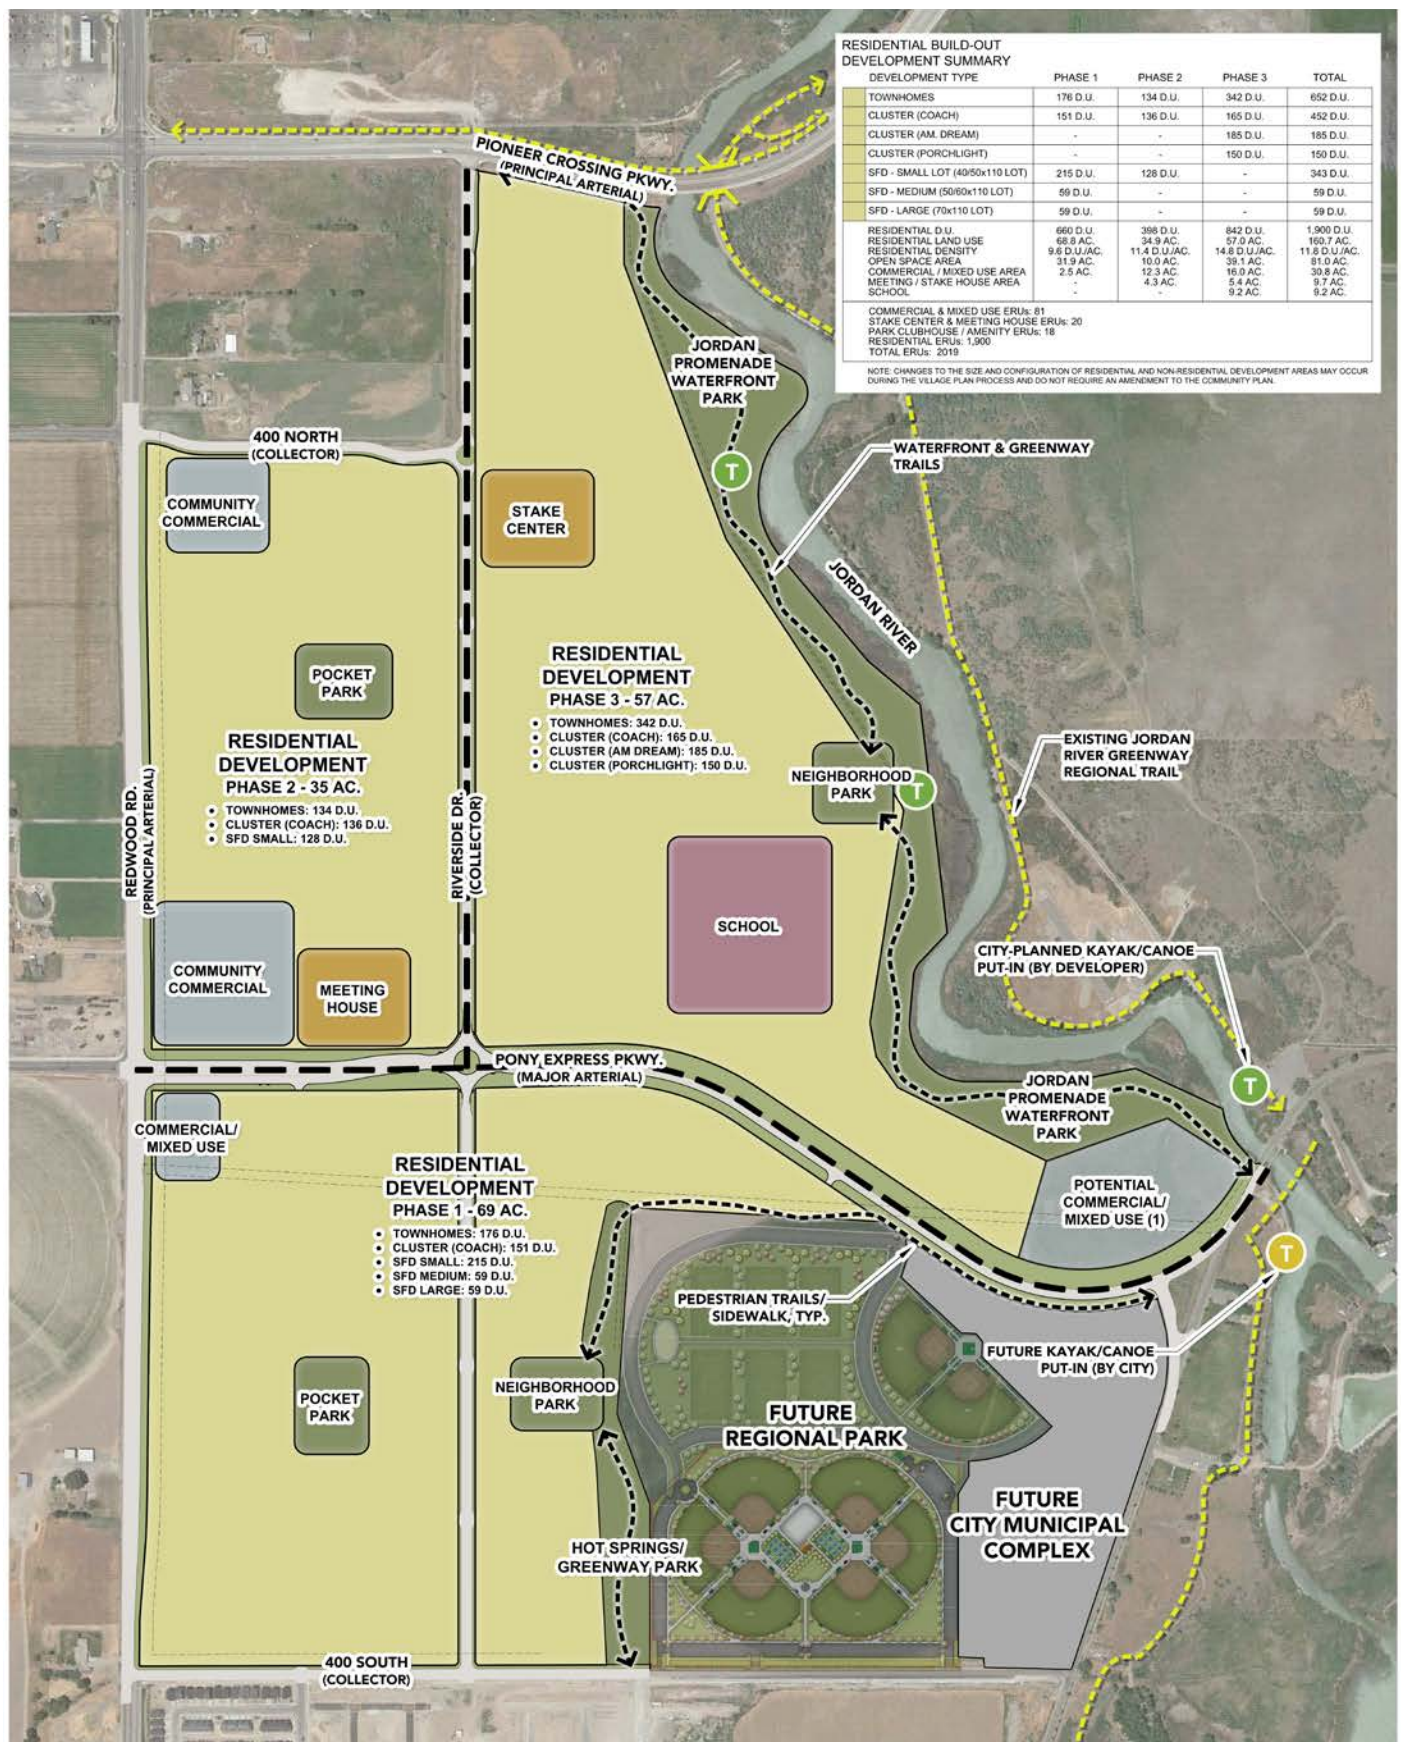 RESIDENTIAL BUILD-OUT
DEVELOPMENT SUMMARY
DEVELOPMENT TYPE PHASE 1 PHASE 2 PHASE 3 TOTAL
TOWNHOMES 176 D.U. 134 D.U. 342 D.U. 652 D.U.
CLUSTER (COACH) 151 D.U. 136 D.U. 165 D.U. 452 D.U.
CLUSTER (AM. DREAM) - - 185 D.U. 185 D.U.
CLUSTER (PORCHLIGHT) - - 150 D.U. 150 D.U.
SFD - SMALL LOT (40/50x110 LOT) 215 D.U. 128 D.U. - 343 D.U.
SFD - MEDIUM (50/60x110 LOT) 59 D.U. - - 59 D.U.
SFD - LARGE (70x110 LOT) 59 D.U. - - 59 D.U.
RESIDENTIAL D.U. 660 D.U. 398 D.U. 842 D.U. 1,900 D.U.
RESIDENTIAL LAND USE 68.8 AC. 34.9 AC. 57.0 AC. 160.7 AC.
RESIDENTIAL DENSITY 9.6 D.U./AC. 11.4 D.U./AC. 14.8 D.U./AC. 11.8 D.U./AC.
OPEN SPACE AREA 31.9 AC. 10.0 AC. 39.1 AC. 81.0 AC.
COMMERCIAL / MIXED USE AREA 2.5 AC. 12.3 AC. 16.0 AC. 30.8 AC.
MEETING / STAKE HOUSE AREA - 4.3 AC. 5.4 AC. 9.7 AC.
SCHOOL - - 9.2 AC. 9.2 AC.
COMMERCIAL & MIXED USE ERUs: 81
STAKE CENTER & MEETING HOUSE ERUs: 20
PARK CLUBHOUSE / AMENITY ERUs: 18
RESIDENTIAL ERUs: 1,900
TOTAL ERUs: 2019
NOTE: CHANGES TO THE SIZE AND CONFIGURATION OF RESIDENTIAL AND NON-RESIDENTIAL DEVELOPMENT AREAS MAY OCCUR
DURING THE VILLAGE PLAN PROCESS AND DO NOT REQUIRE AN AMENDMENT TO THE COMMUNITY PLAN.
PIONEER CROSSING PKWY.
(PRINCIPAL ARTERIAL)
JORDAN
PROMENADE
WATERFRONT
PARK
400 NORTH
(COLLECTOR)
WATERFRONT & GREENWAY
TRAILS
T
COMMUNITY
COMMERCIAL
STAKE
CENTER
JORDAN RIVER
POCKET
PARK
RESIDENTIAL
DEVELOPMENT
PHASE 3 - 57 AC.
• TOWNHOMES: 342 D.U.
• CLUSTER (COACH): 165 D.U.
• CLUSTER (AM DREAM): 185 D.U.
• CLUSTER (PORCHLIGHT): 150 D.U.
RESIDENTIAL
DEVELOPMENT
PHASE 2 - 35 AC.
• TOWNHOMES: 134 D.U.
• CLUSTER (COACH): 136 D.U.
• SFD SMALL: 128 D.U.
EXISTING JORDAN
RIVER GREENWAY
REGIONAL TRAIL
NEIGHBORHOOD
PARK
T
REDWOOD RD.
(PRINCIPAL ARTERIAL)
RIVERSIDE DR.
(COLLECTOR)
SCHOOL
COMMUNITY
COMMERCIAL
MEETING
HOUSE
CITY-PLANNED KAYAK/CANOE
PUT-IN (BY DEVELOPER)
PONY EXPRESS PKWY.
(MAJOR ARTERIAL)
JORDAN
PROMENADE
WATERFRONT
PARK
T
COMMERCIAL/
MIXED USE
RESIDENTIAL
DEVELOPMENT
PHASE 1 - 69 AC.
• TOWNHOMES: 176 D.U.
• CLUSTER (COACH): 151 D.U.
• SFD SMALL: 215 D.U.
• SFD MEDIUM: 59 D.U.
• SFD LARGE: 59 D.U.
POTENTIAL
COMMERCIAL/
MIXED USE (1)
T
PEDESTRIAN TRAILS/
SIDEWALK, TYP.
FUTURE KAYAK/CANOE
PUT-IN (BY CITY)
POCKET
PARK
NEIGHBORHOOD
PARK
FUTURE
REGIONAL PARK
FUTURE
CITY MUNICIPAL
COMPLEX
HOT SPRINGS/
GREENWAY PARK
400 SOUTH
(COLLECTOR)